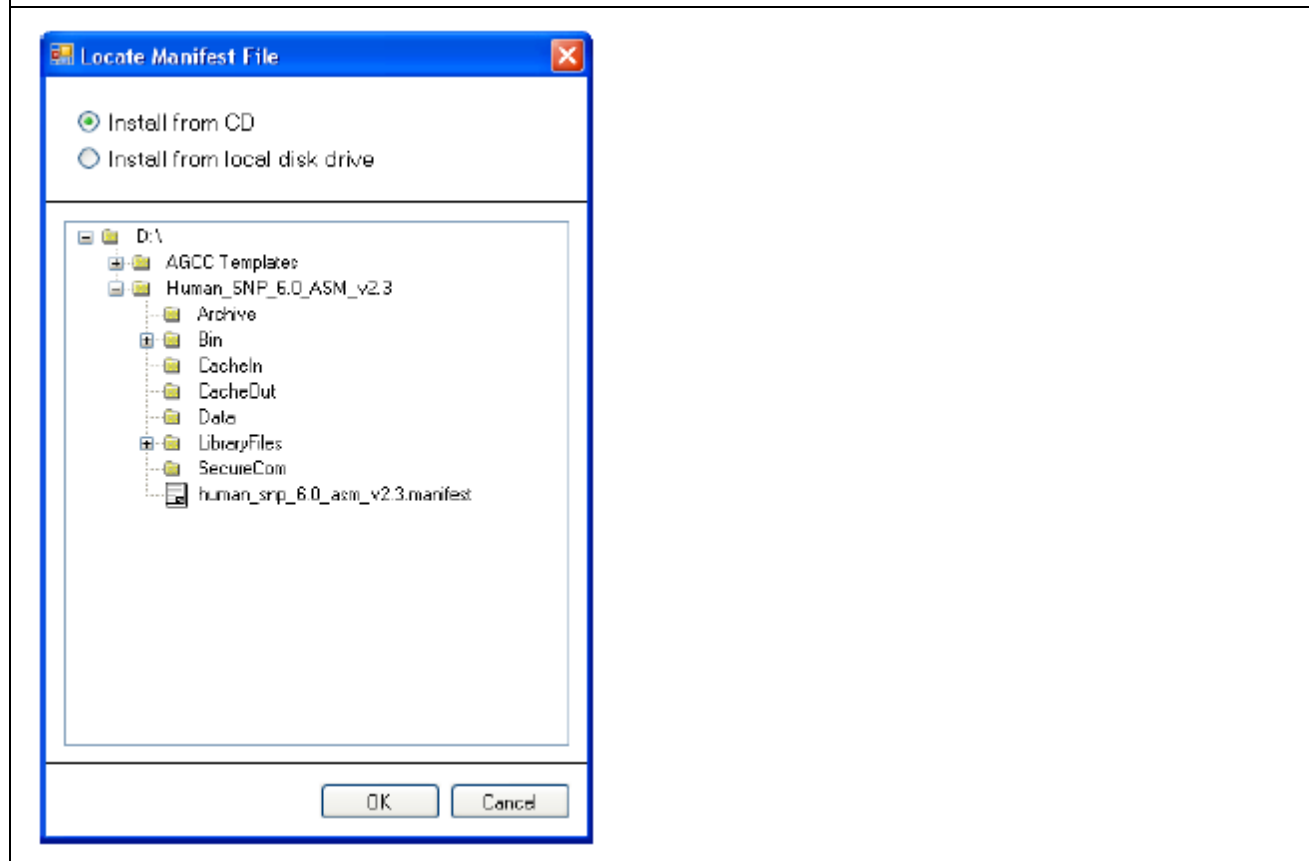 Locate Manifest File
Install from CD
Install from local disk drive
D:\
AGCC Templates
Human_SNP_6.0_ASM_v2.3
Archive
Bin
CacheIn
CacheOut
Data
LibraryFiles
SecureCom
human_snp_6.0_asm_v2.3.manifest
OK
Cancel